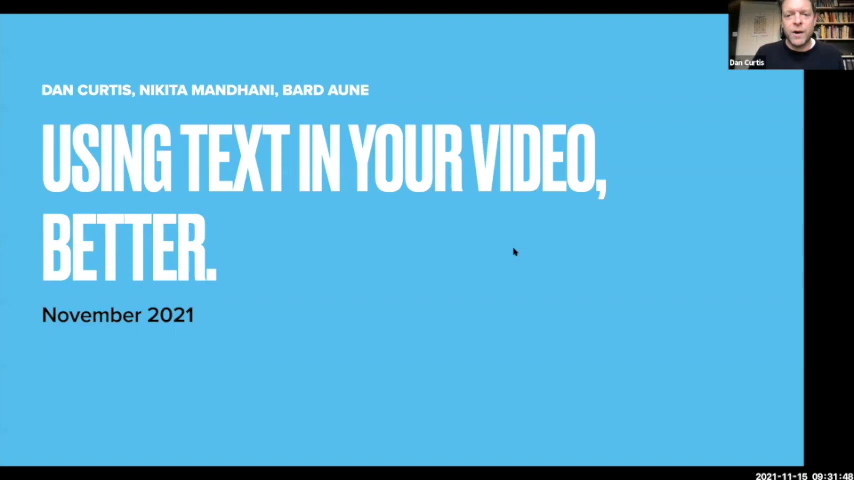 Dan Curtis
DAN CURTIS, NIKITA MANDHANI, BARD AUNE
USING TEXT IN YOUR VIDEO,
BETTER.
November 2021
2021-11-15 09:31:48